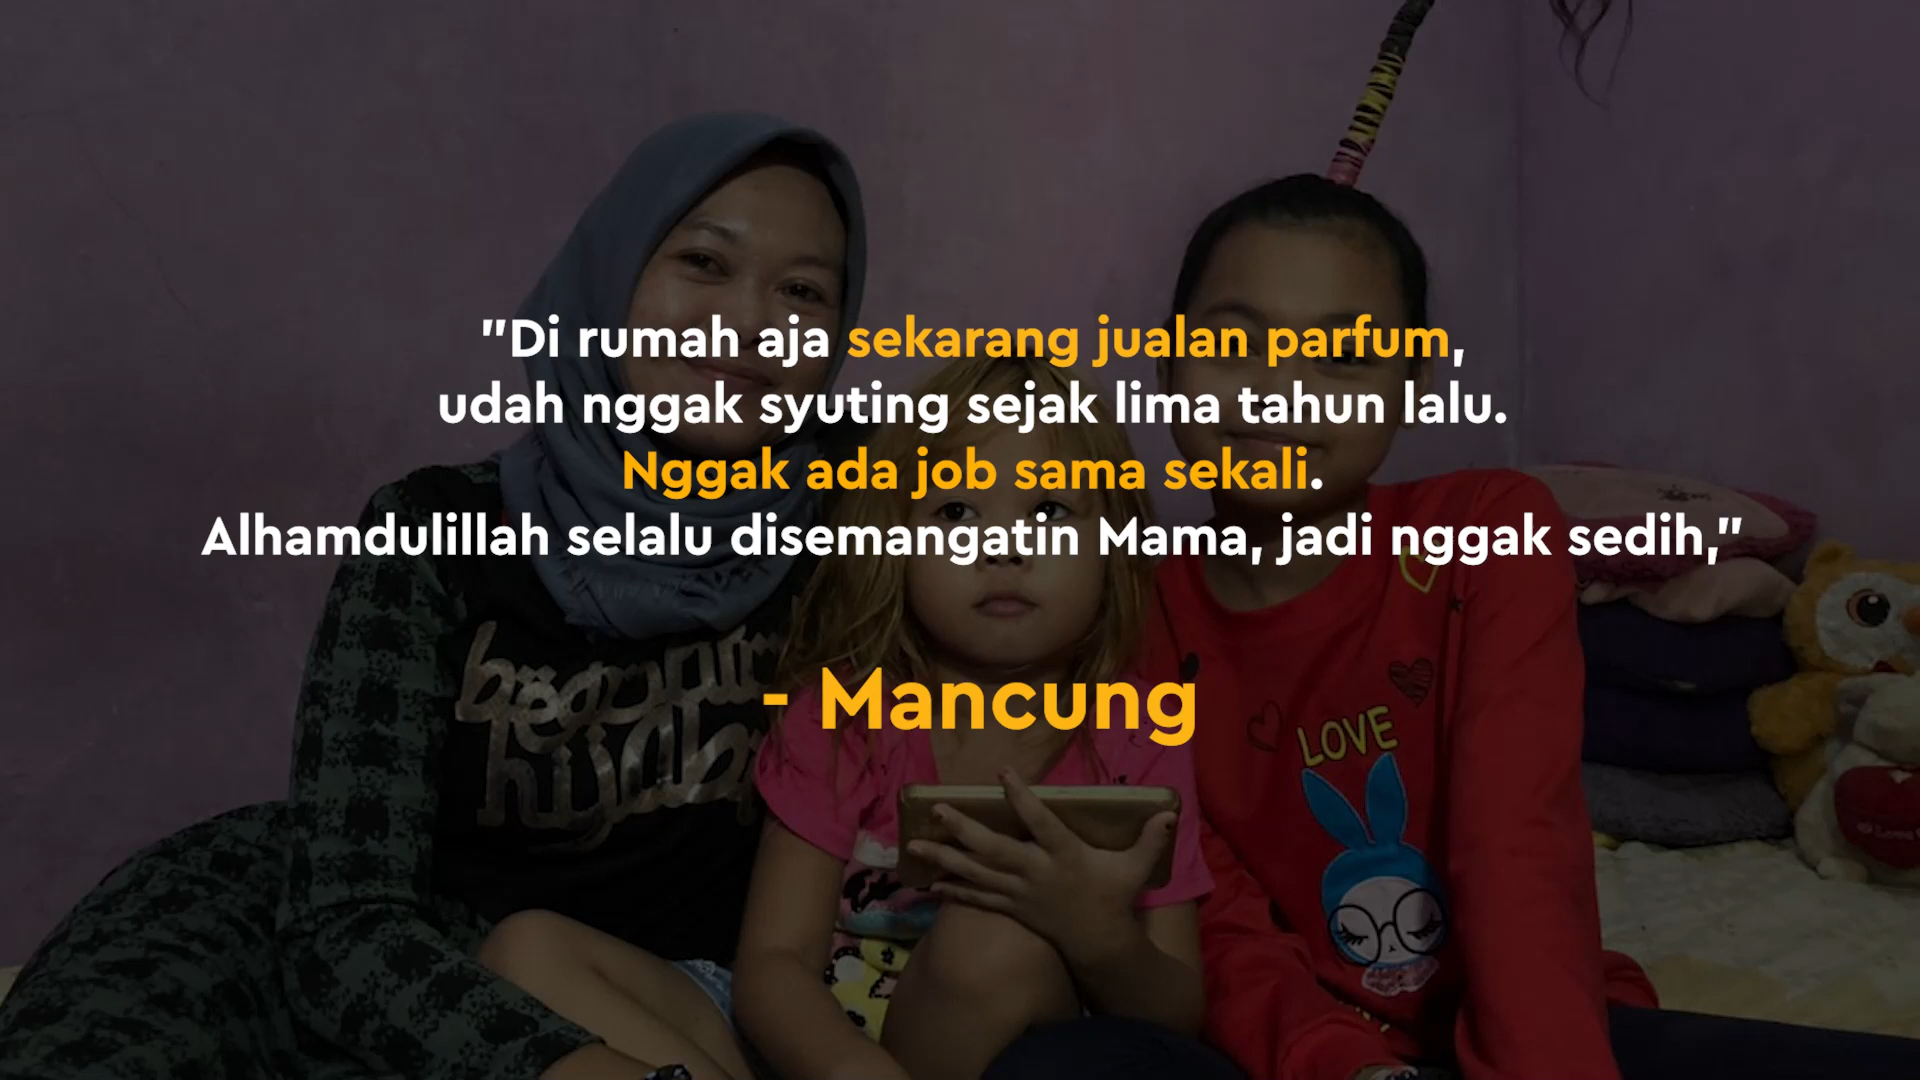 "Di rumah aja sekarang jualan parfum,
udah nggak syuting sejak lima tahun lalu.
Nggak ada job sama sekali.
Alhamdulillah selalu disemangatin Mama, jadi nggak sedih,"
- Mancung
LOVE